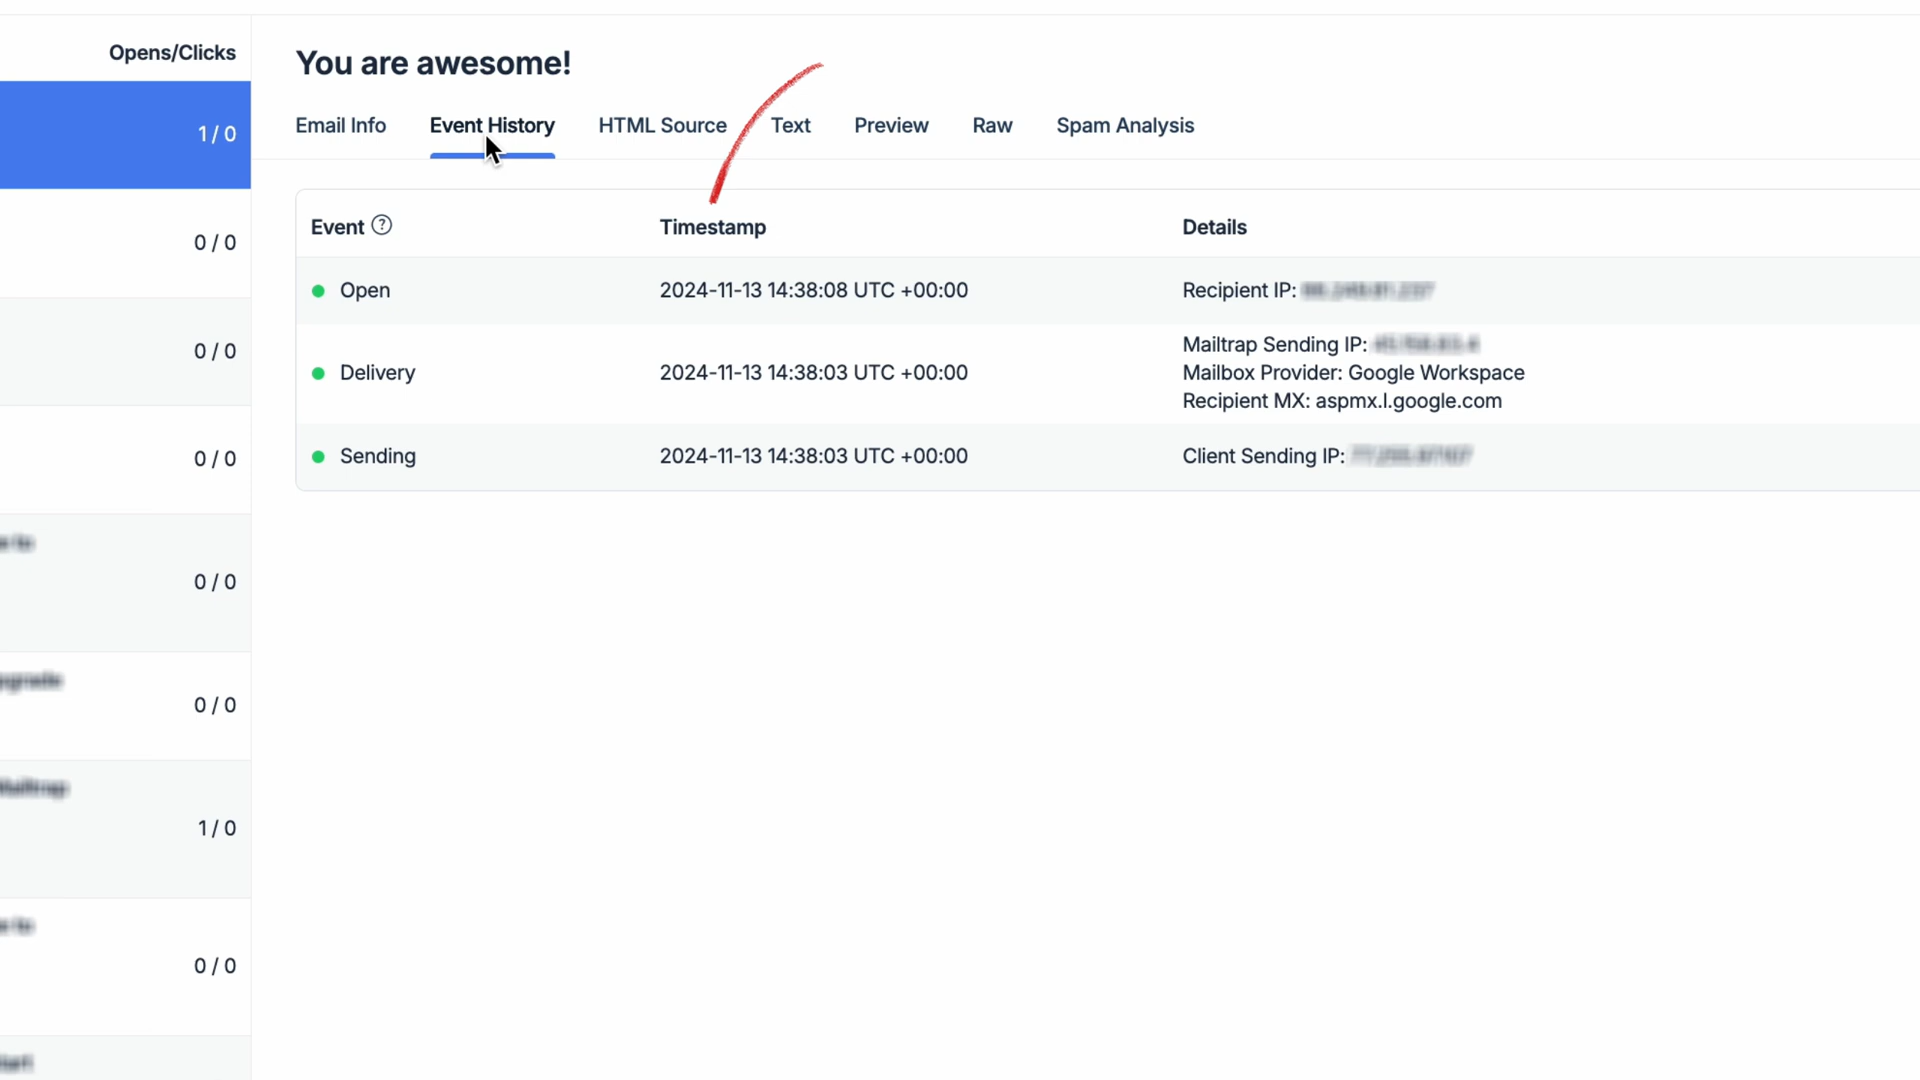 Opens/Clicks
1 / 0
0 / 0
0 / 0
0 / 0
0 / 0
0 / 0
1 / 0
0 / 0
You are awesome!
Email Info Event History HTML Source Text Preview Raw Spam Analysis
Event ? Timestamp Details
Open 2024-11-13 14:38:08 UTC +00:00 Recipient IP:
Delivery 2024-11-13 14:38:03 UTC +00:00 Mailtrap Sending IP:
Mailbox Provider: Google Workspace
Recipient MX: aspmx.l.google.com
Sending 2024-11-13 14:38:03 UTC +00:00 Client Sending IP: